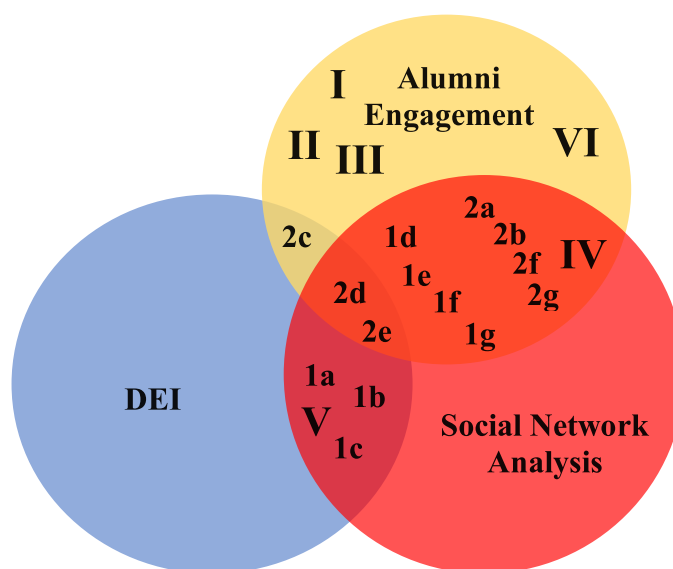 I
Alumni
Engagement
II
III
VI
2a
2c
1d
2b
IV
2f
1e
2d
1f
2g
2e
1g
1a
DEI
1b
V
Social Network
Analysis
1c